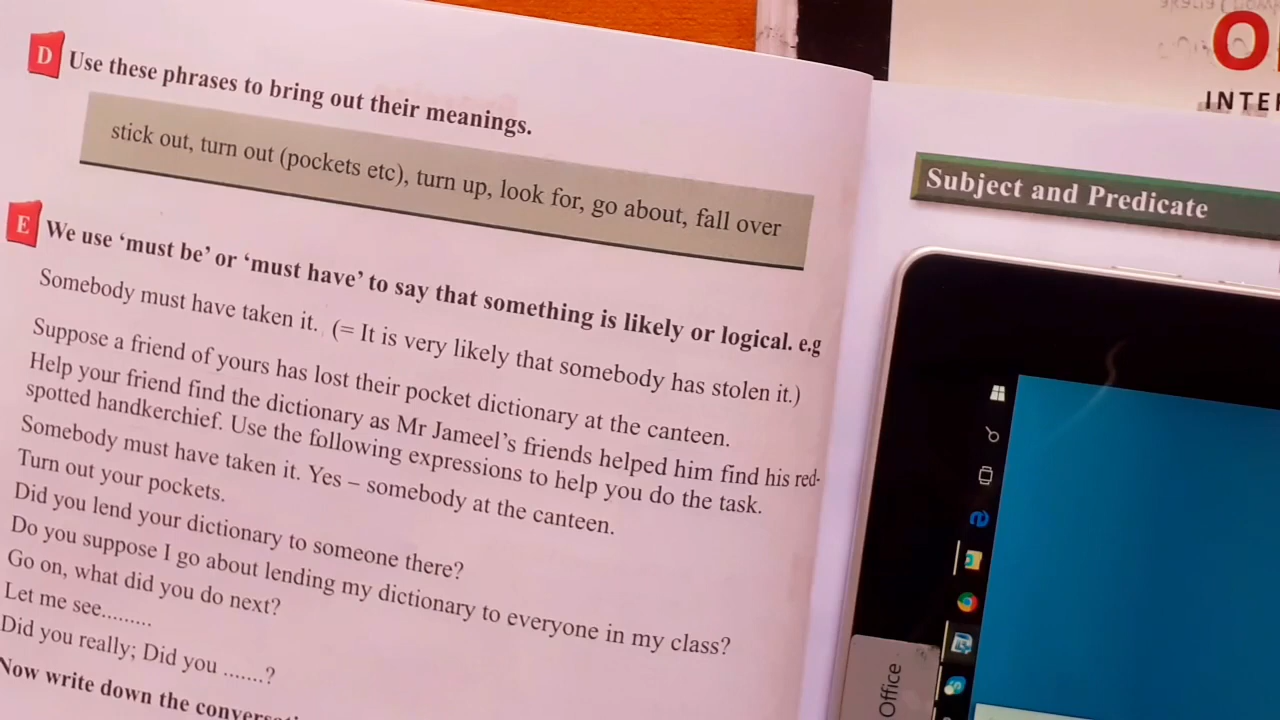 D Use these phrases to bring out their meanings.
stick out, turn out (pockets etc), turn up, look for, go about, fall over
E We use ‘must be’ or ‘must have’ to say that something is likely or logical. e.g
Somebody must have taken it. (= It is very likely that somebody has stolen it.)
Suppose a friend of yours has lost their pocket dictionary at the canteen.
Help your friend find the dictionary as Mr Jameel’s friends helped him find his red-
spotted handkerchief. Use the following expressions to help you do the task.
Somebody must have taken it. Yes – somebody at the canteen.
Turn out your pockets.
Did you lend your dictionary to someone there?
Do you suppose I go about lending my dictionary to everyone in my class?
Go on, what did you do next?
Let me see.........
Did you really; Did you .......?
Now write down the
Subject and Predicate
Office